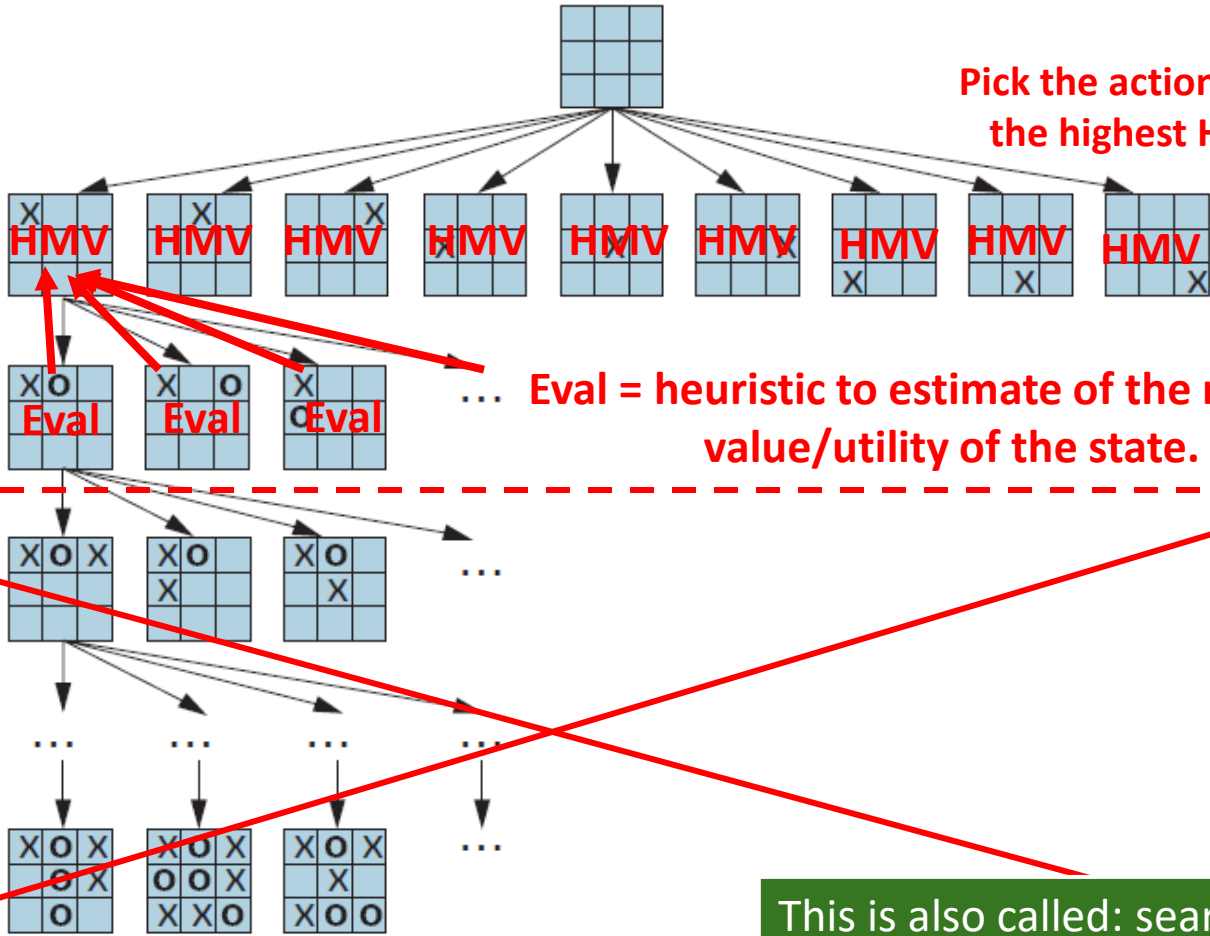 Pick the action
the highest H
X X X
HMV HMV HMV HMV HMV HMV HMV HMV HMV
X X X
X X X
X O X O X
... Eval = heuristic to estimate of the r
Eval Eval O Eval
value/utility of the state.
X O X X O X O
...
X X
... ... ... ...
X O X X O X X O X
...
O X O O X X
O X X O X O O
This is also called: sear